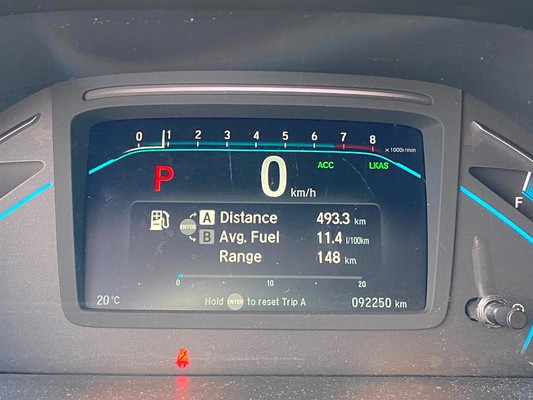 0 1 2 3 4 5 6 7 8
x1000r/min
ACC LKAS
P 0 km/h
F
A Distance 493.3 km
ENTER
B Avg. Fuel 11.4 l/100km
Range 148 km
0 10 20
20°C Hold ENTER to reset Trip A 092250 km